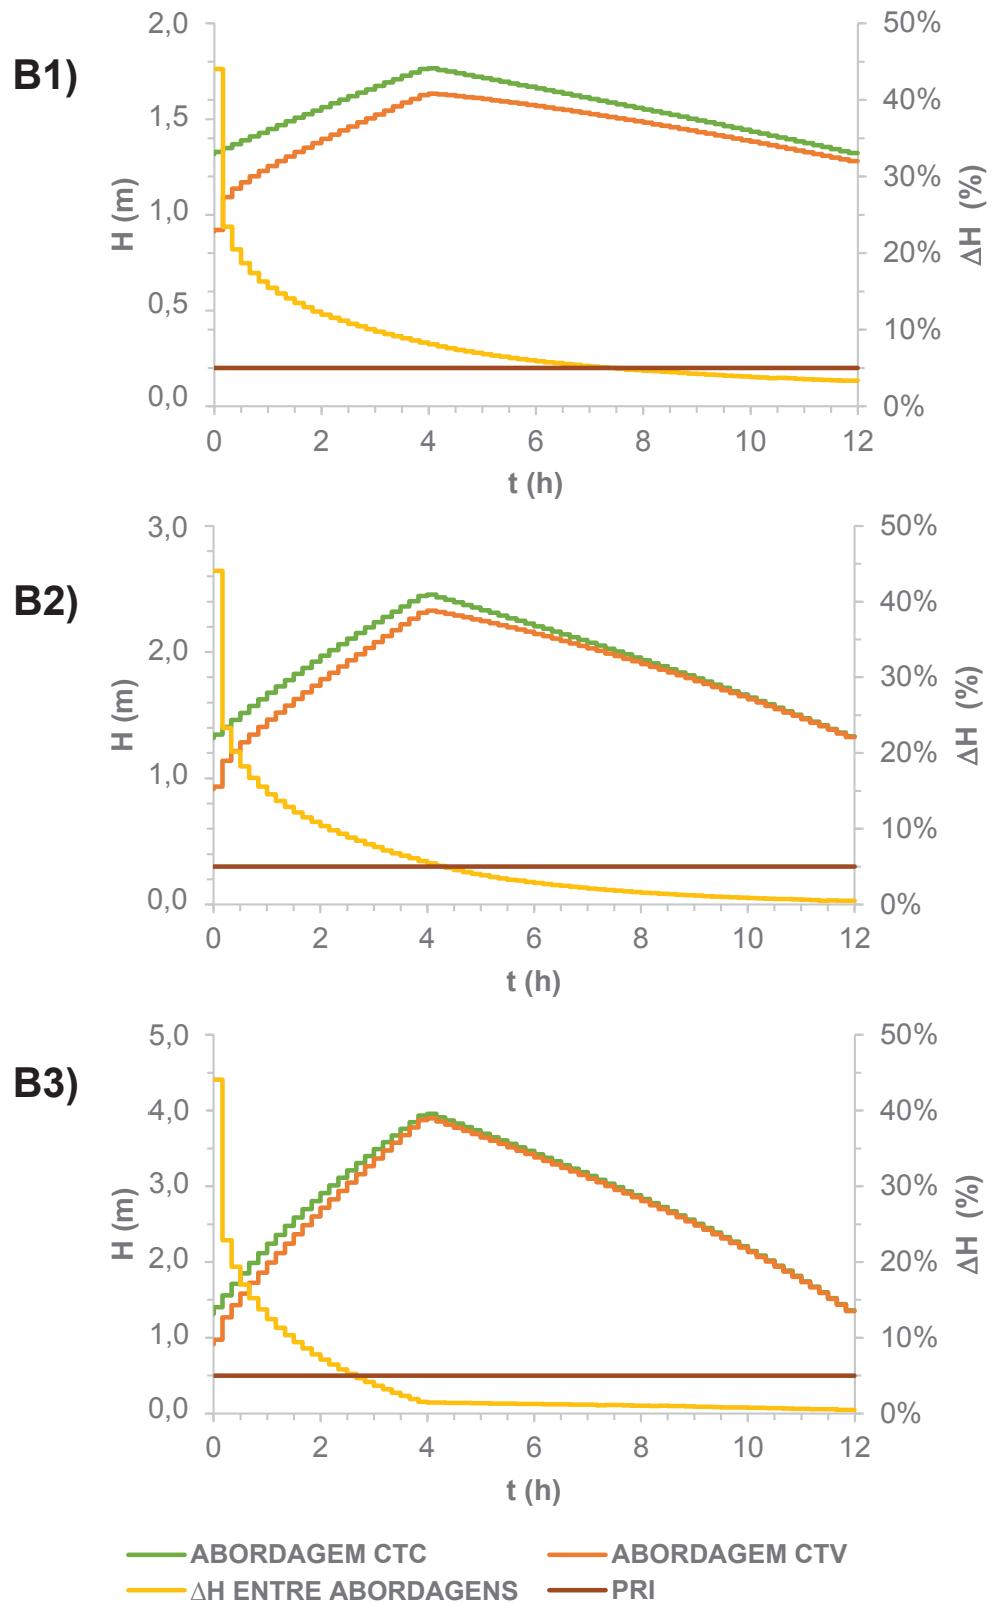 B1)
H (m)
2,0
1,5
1,0
0,5
0,0
50%
40%
30%
20%
10%
0%
ΔH (%)
0 2 4 6 8 10 12
t (h)
B2)
H (m)
3,0
2,0
1,0
0,0
50%
40%
30%
20%
10%
0%
ΔH (%)
0 2 4 6 8 10 12
t (h)
B3)
H (m)
5,0
4,0
3,0
2,0
1,0
0,0
50%
40%
30%
20%
10%
0%
ΔH (%)
0 2 4 6 8 10 12
t (h)
ABORDAGEM CTC ABORDAGEM CTV
ΔH ENTRE ABORDAGENS PRI